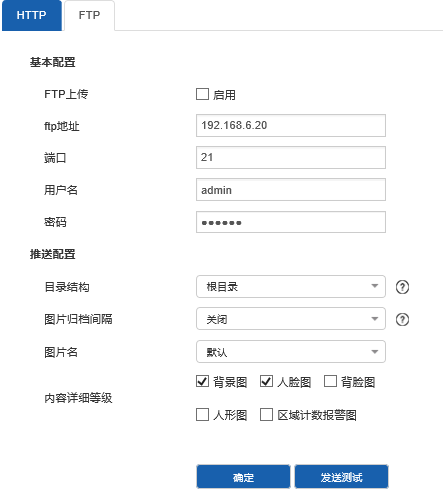 HTTP FTP
基本配置
FTP上传 启用
ftp地址 192.168.6.20
端口 21
用户名 admin
密码 ••••••
推送配置
目录结构 根目录 ?
图片归档间隔 关闭 ?
图片名 默认
背景图 人脸图 背脸图
内容详细等级
人形图 区域计数报警图
确定 发送测试